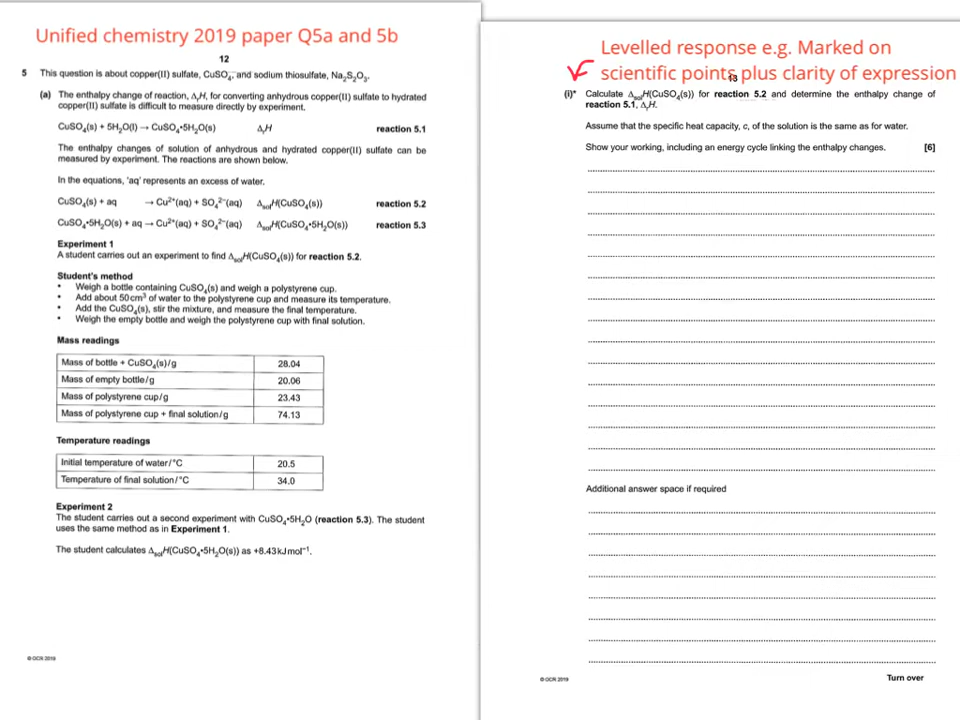 Unified chemistry 2019 paper Q5a and 5b
12
5 This question is about copper(II) sulfate, CuSO₄, and sodium thiosulfate, Na₂S₂O₃.
(a) The enthalpy change of reaction, ΔᵣH, for converting anhydrous copper(II) sulfate to hydrated
copper(II) sulfate is difficult to measure directly by experiment.
CuSO₄(s) + 5H₂O(l) → CuSO₄•5H₂O(s) ΔᵣH reaction 5.1
The enthalpy changes of solution of anhydrous and hydrated copper(II) sulfate can be
measured by experiment. The reactions are shown below.
In the equations, 'aq' represents an excess of water.
CuSO₄(s) + aq → Cu²⁺(aq) + SO₄²⁻(aq) ΔsolH(CuSO₄(s)) reaction 5.2
CuSO₄•5H₂O(s) + aq → Cu²⁺(aq) + SO₄²⁻(aq) ΔsolH(CuSO₄•5H₂O(s)) reaction 5.3
Experiment 1
A student carries out an experiment to find ΔsolH(CuSO₄(s)) for reaction 5.2.
Student's method
• Weigh a bottle containing CuSO₄(s) and weigh a polystyrene cup.
• Add about 50cm³ of water to the polystyrene cup and measure its temperature.
• Add the CuSO₄(s), stir the mixture, and measure the final temperature.
• Weigh the empty bottle and weigh the polystyrene cup with final solution.
Mass readings
Mass of bottle + CuSO₄(s)/g 28.04
Mass of empty bottle/g 20.06
Mass of polystyrene cup/g 23.43
Mass of polystyrene cup + final solution/g 74.13
Temperature readings
Initial temperature of water/°C 20.5
Temperature of final solution/°C 34.0
Experiment 2
The student carries out a second experiment with CuSO₄•5H₂O (reaction 5.3). The student
uses the same method as in Experiment 1.
The student calculates ΔsolH(CuSO₄•5H₂O(s)) as +8.43kJmol⁻¹.
© OCR 2019
Levelled response e.g. Marked on
scientific points plus clarity of expression
13
(i)* Calculate ΔsolH(CuSO₄(s)) for reaction 5.2 and determine the enthalpy change of
reaction 5.1, ΔᵣH.
Assume that the specific heat capacity, c, of the solution is the same as for water.
Show your working, including an energy cycle linking the enthalpy changes. [6]
Additional answer space if required
© OCR 2019
Turn over